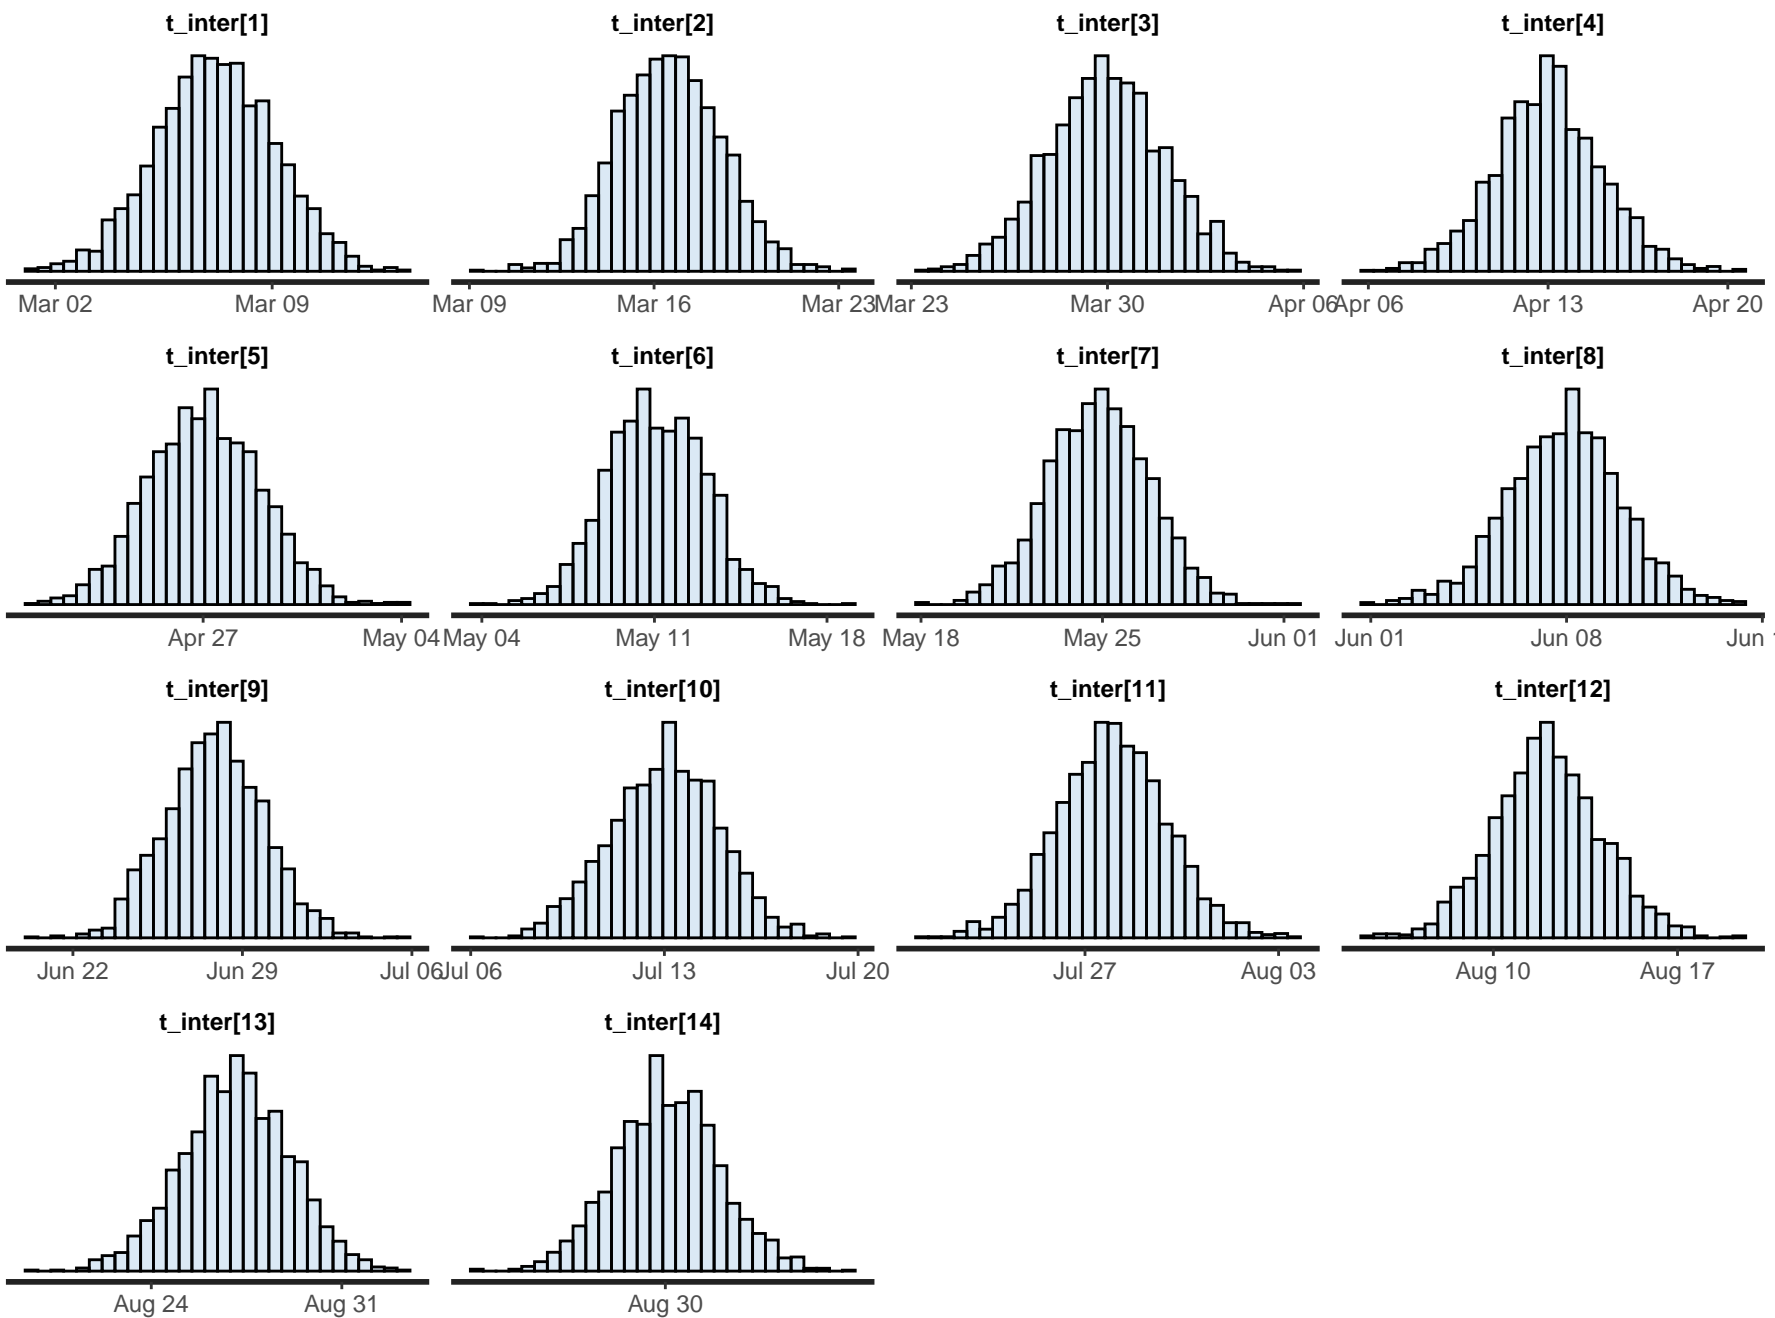 t_inter[1] t_inter[2] t_inter[3] t_inter[4]
Mar 02 Mar 09 Mar 09 Mar 16 Mar 23 Mar 23 Mar 30 Apr 06 Apr 06 Apr 13 Apr 20
t_inter[5] t_inter[6] t_inter[7] t_inter[8]
Apr 27 May 04 May 04 May 11 May 18 May 18 May 25 Jun 01 Jun 01 Jun 08 Jun
t_inter[9] t_inter[10] t_inter[11] t_inter[12]
Jun 22 Jun 29 Jul 06 Jul 06 Jul 13 Jul 20 Jul 27 Aug 03 Aug 10 Aug 17
t_inter[13] t_inter[14]
Aug 24 Aug 31 Aug 30